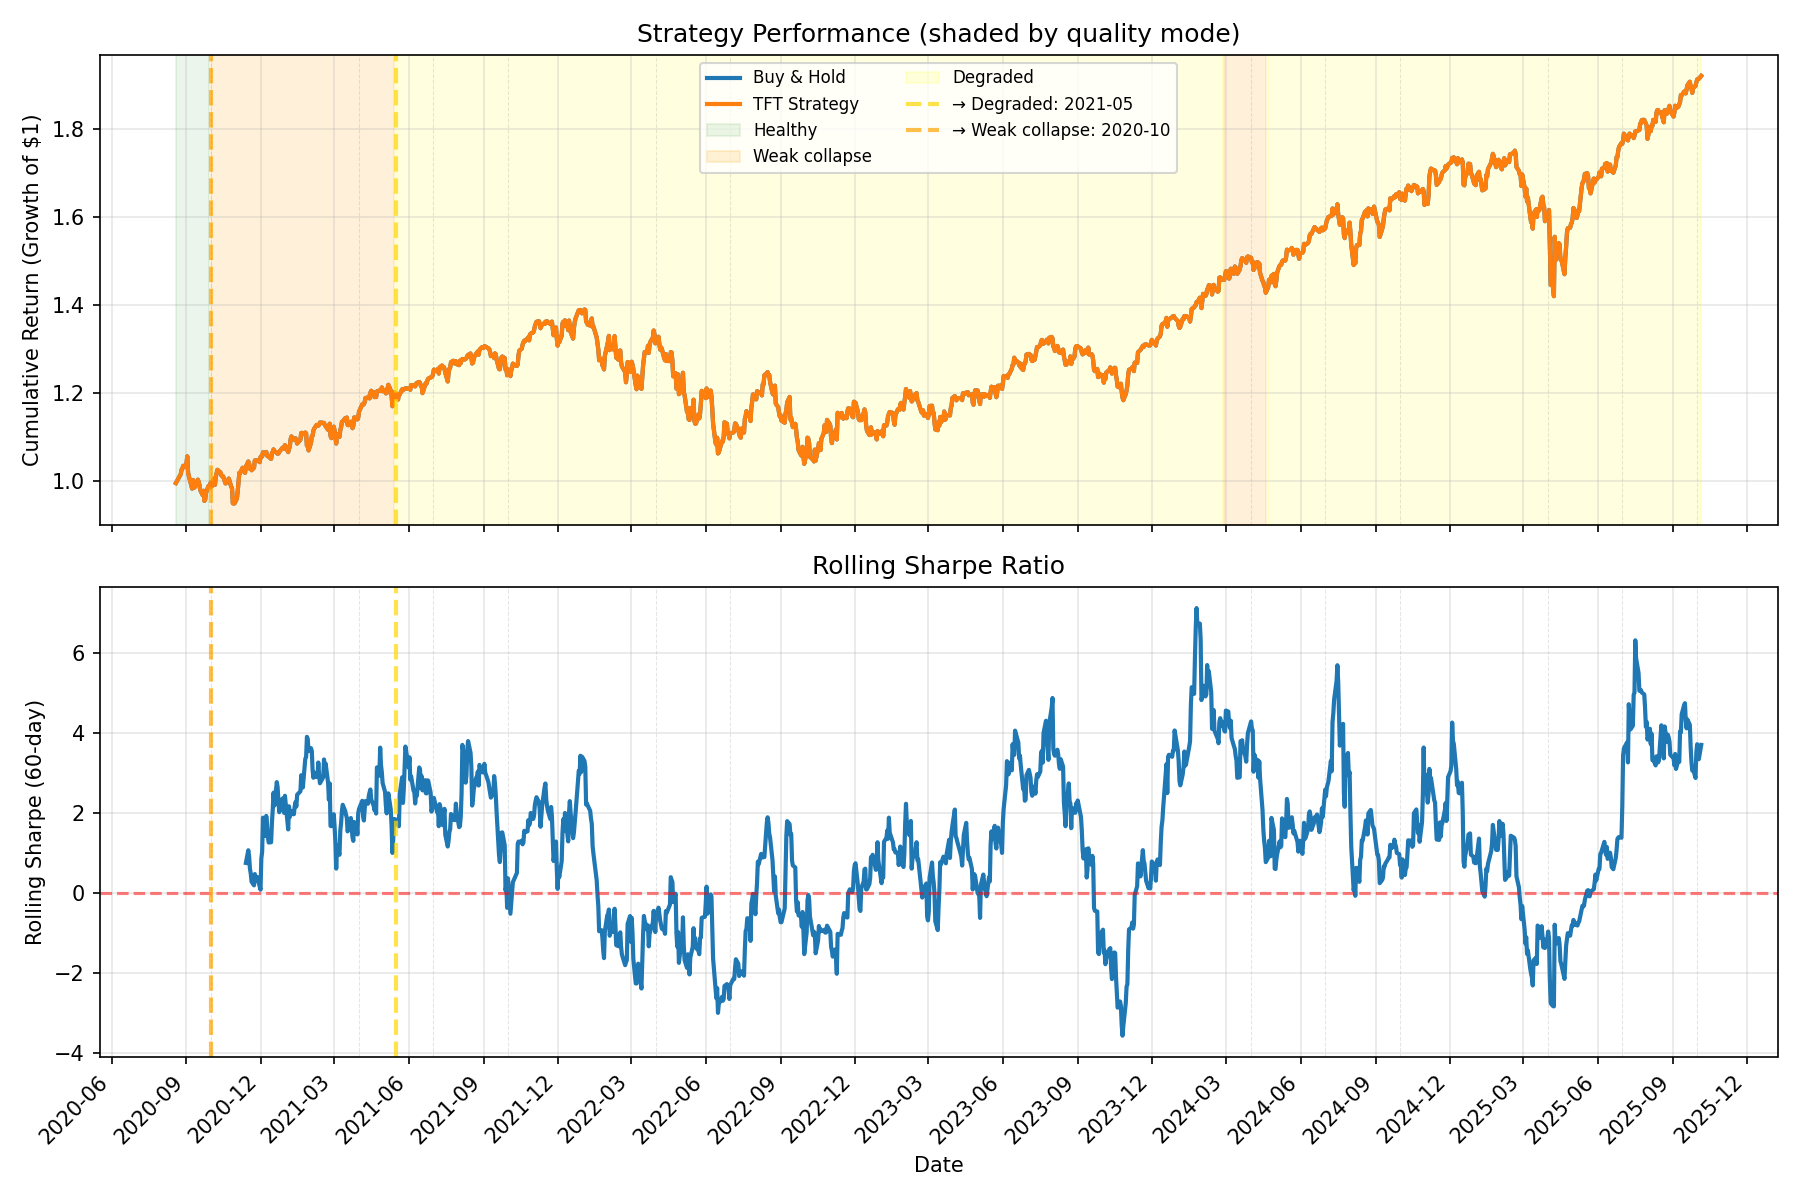 Strategy Performance (shaded by quality mode)
Cumulative Return (Growth of $1)
1.8
1.6
1.4
1.2
1.0
Buy & Hold
TFT Strategy
Healthy
Weak collapse
Degraded
→ Degraded: 2021-05
→ Weak collapse: 2020-10
Rolling Sharpe Ratio
Rolling Sharpe (60-day)
6
4
2
0
−2
−4
2020-06
2020-09
2020-12
2021-03
2021-06
2021-09
2021-12
2022-03
2022-06
2022-09
2022-12
2023-03
2023-06
2023-09
2023-12
2024-03
2024-06
2024-09
2024-12
2025-03
2025-06
2025-09
2025-12
Date